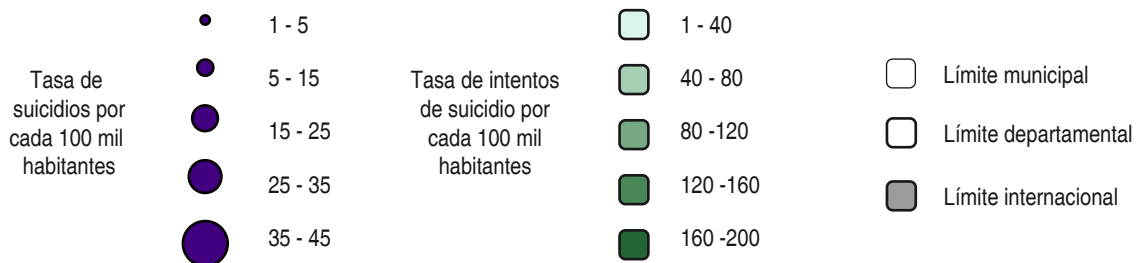 Tasa de
suicidios por
cada 100 mil
habitantes
1 - 5
5 - 15
15 - 25
25 - 35
35 - 45
Tasa de intentos
de suicidio por
cada 100 mil
habitantes
1 - 40
40 - 80
80 -120
120 -160
160 -200
Límite municipal
Límite departamental
Límite internacional